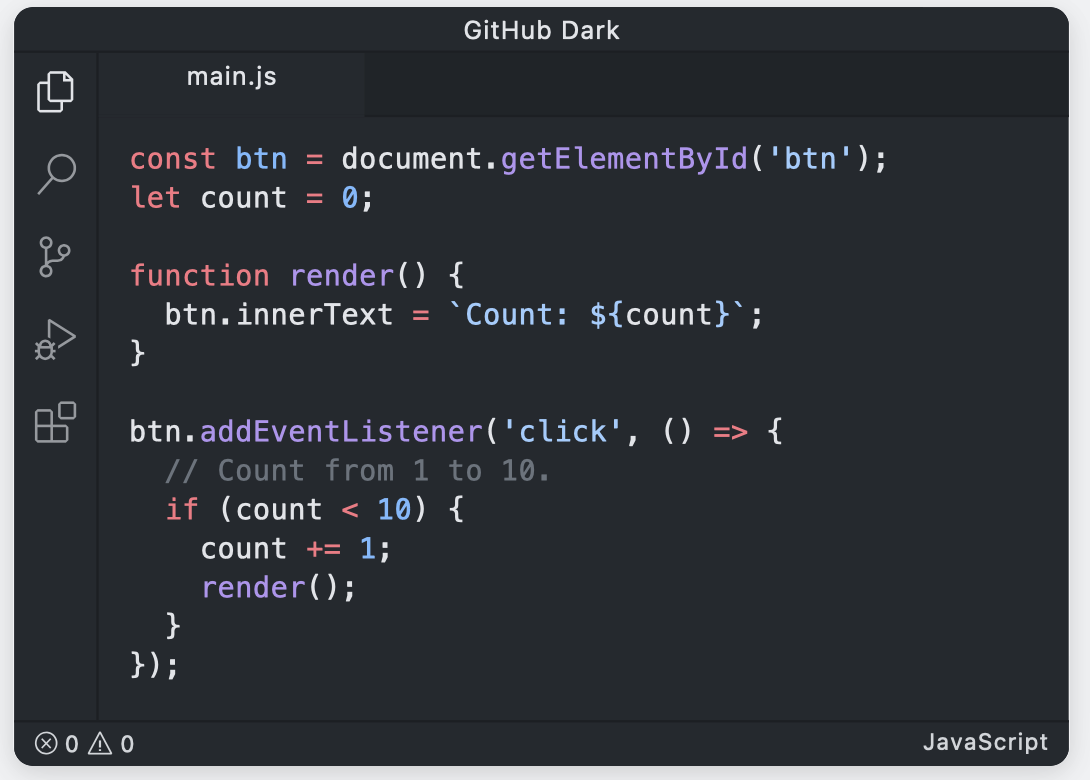 GitHub Dark
main.js
const btn = document.getElementById('btn');
let count = 0;

function render() {
  btn.innerText = `Count: ${count}`;
}

btn.addEventListener('click', () => {
  // Count from 1 to 10.
  if (count < 10) {
    count += 1;
    render();
  }
});
0 0 JavaScript